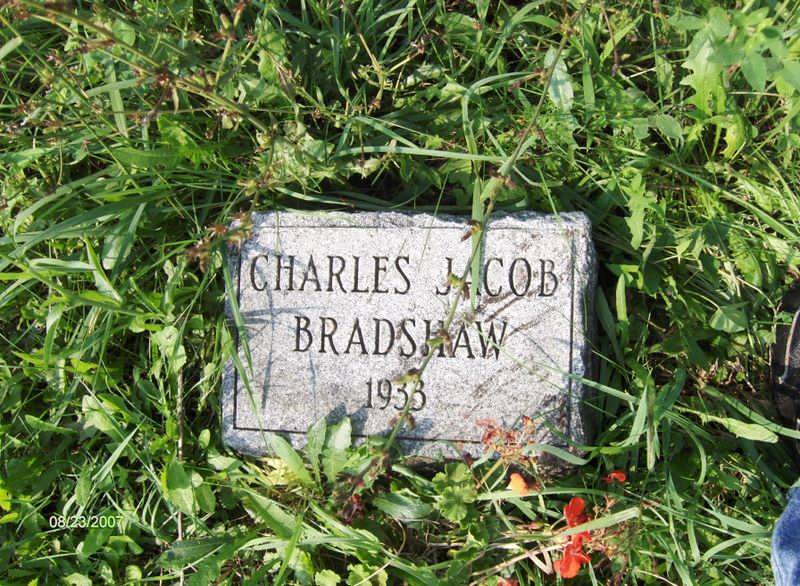 CHARLES JACOB
BRADSHAW
1953
08/23/2007